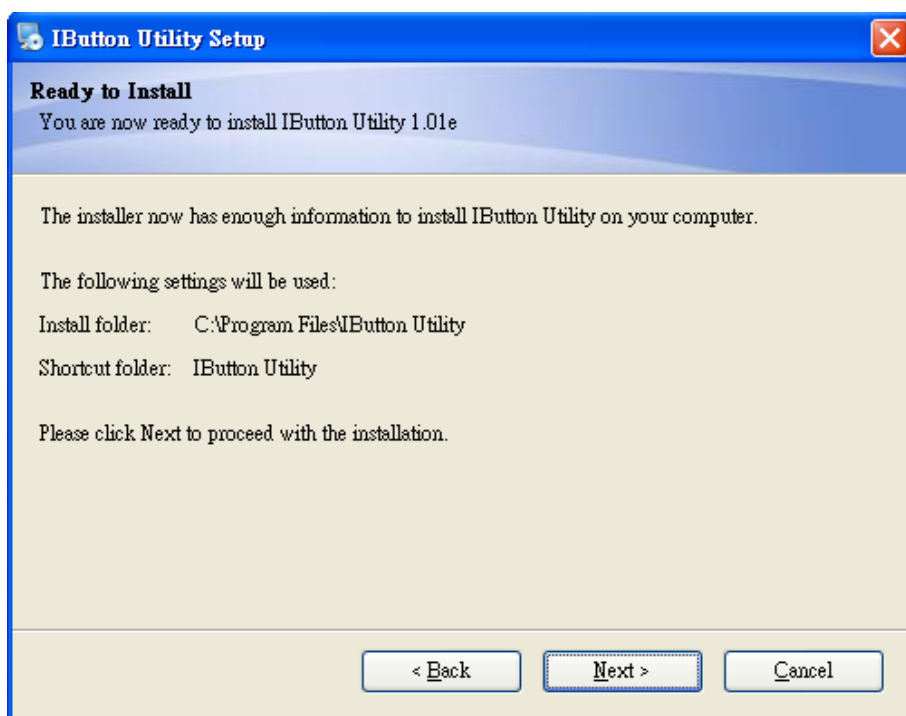 IButton Utility Setup
Ready to Install
You are now ready to install IButton Utility 1.01e
The installer now has enough information to install IButton Utility on your computer.
The following settings will be used:
Install folder: C:\Program Files\IButton Utility
Shortcut folder: IButton Utility
Please click Next to proceed with the installation.
< Back Next > Cancel